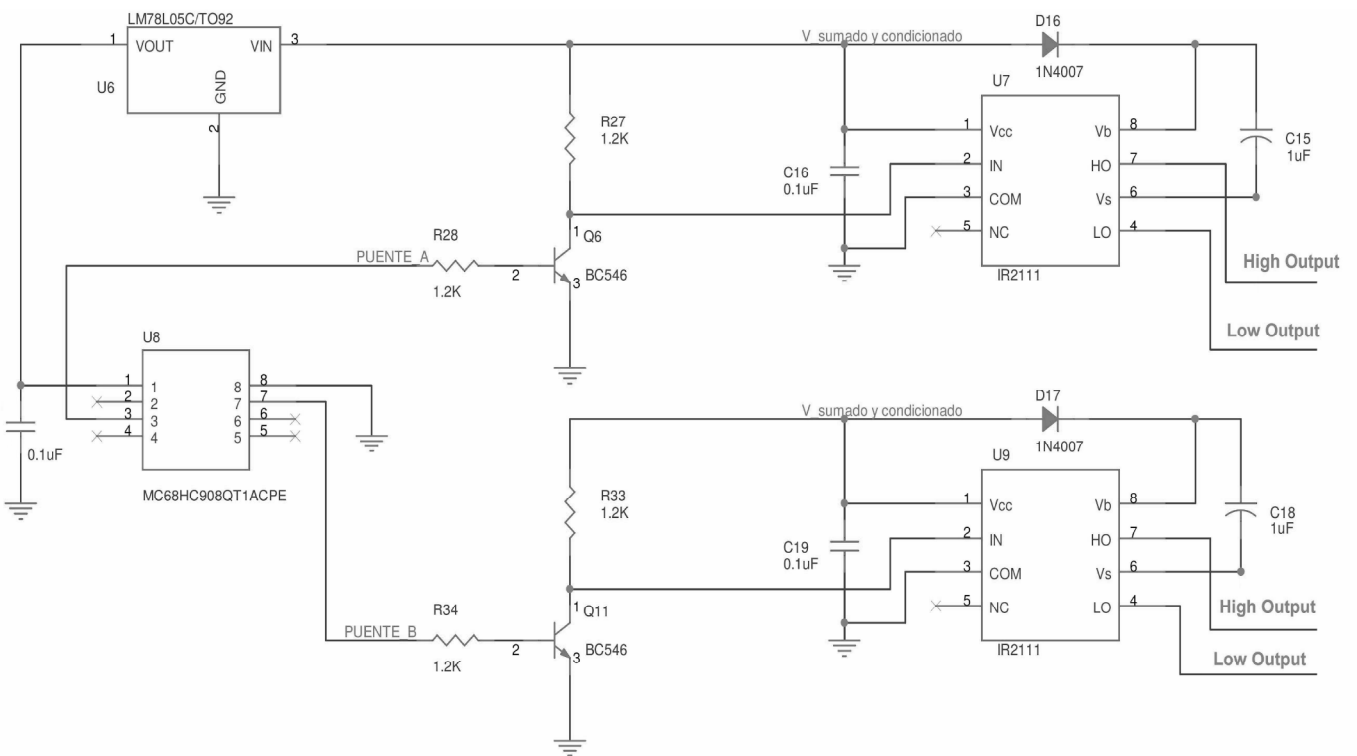 LM78L05C/TO92
1 VOUT VIN 3
GND
2
U6
V_sumado y condicionado
D16
1N4007
R27
1.2K
U7
1 Vcc Vb 8
2 IN HO 7
3 COM Vs 6
5 NC LO 4
IR2111
C15
1uF
C16
0.1uF
R28
1.2K
PUENTE_A
1 Q6
2
3 BC546
High Output
Low Output
U8
1 1 8 8
2 2 7 7
3 3 6 6
4 4 5 5
MC68HC908QT1ACPE
0.1uF
V_sumado y condicionado
D17
1N4007
R33
1.2K
U9
1 Vcc Vb 8
2 IN HO 7
3 COM Vs 6
5 NC LO 4
IR2111
C18
1uF
C19
0.1uF
R34
1.2K
PUENTE_B
1 Q11
2
3 BC546
High Output
Low Output